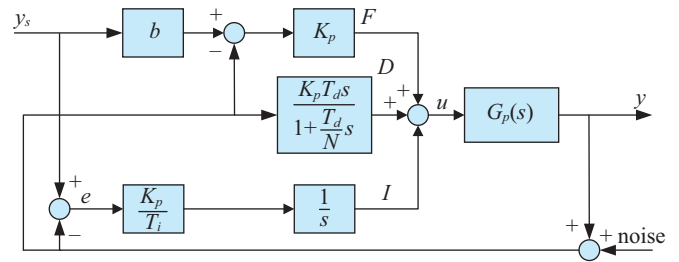 y_s
b
+
−
K_p
F
D
K_pT_ds
1+ T_d/N s
+
+
+
u
G_p(s)
y
+
e
−
K_p
T_i
1
s
I
+
+ noise